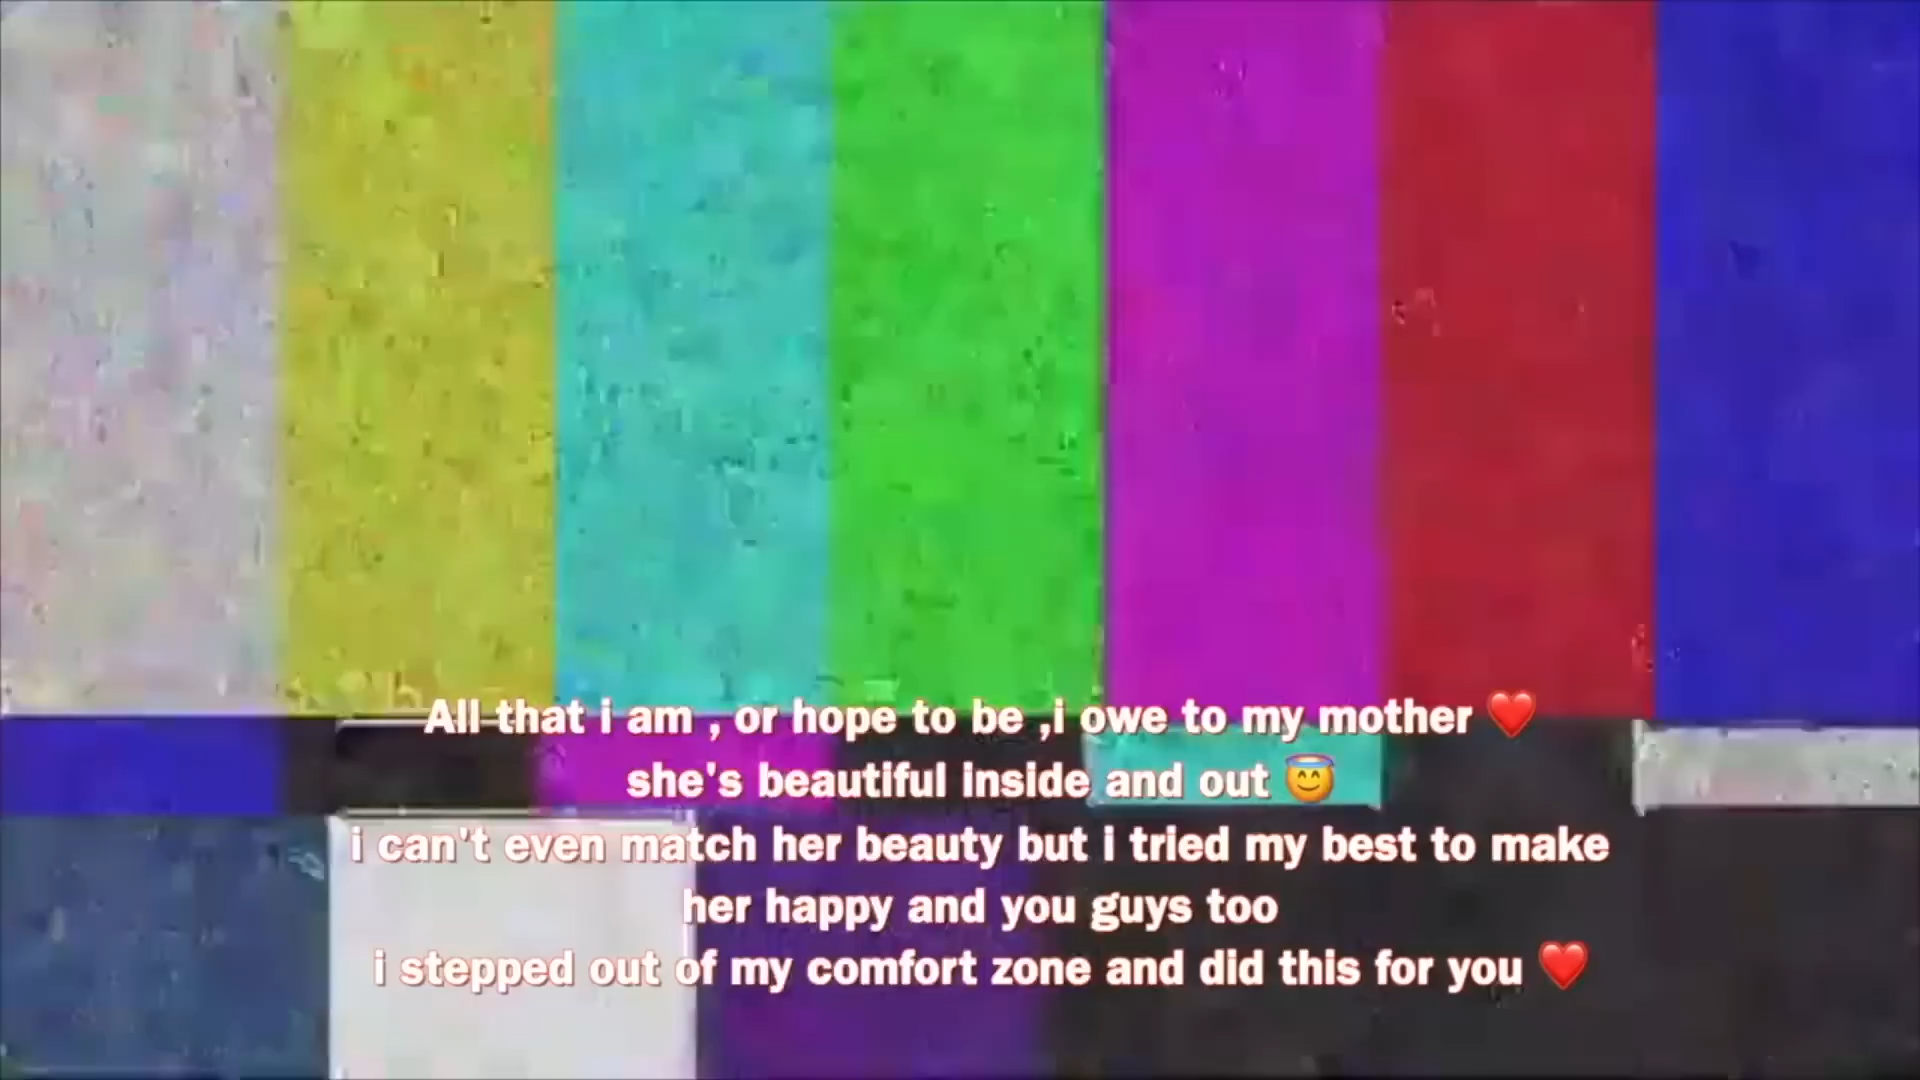 All that i am , or hope to be ,i owe to my mother ❤️
she's beautiful inside and out 😇
i can't even match her beauty but i tried my best to make
her happy and you guys too
i stepped out of my comfort zone and did this for you ❤️